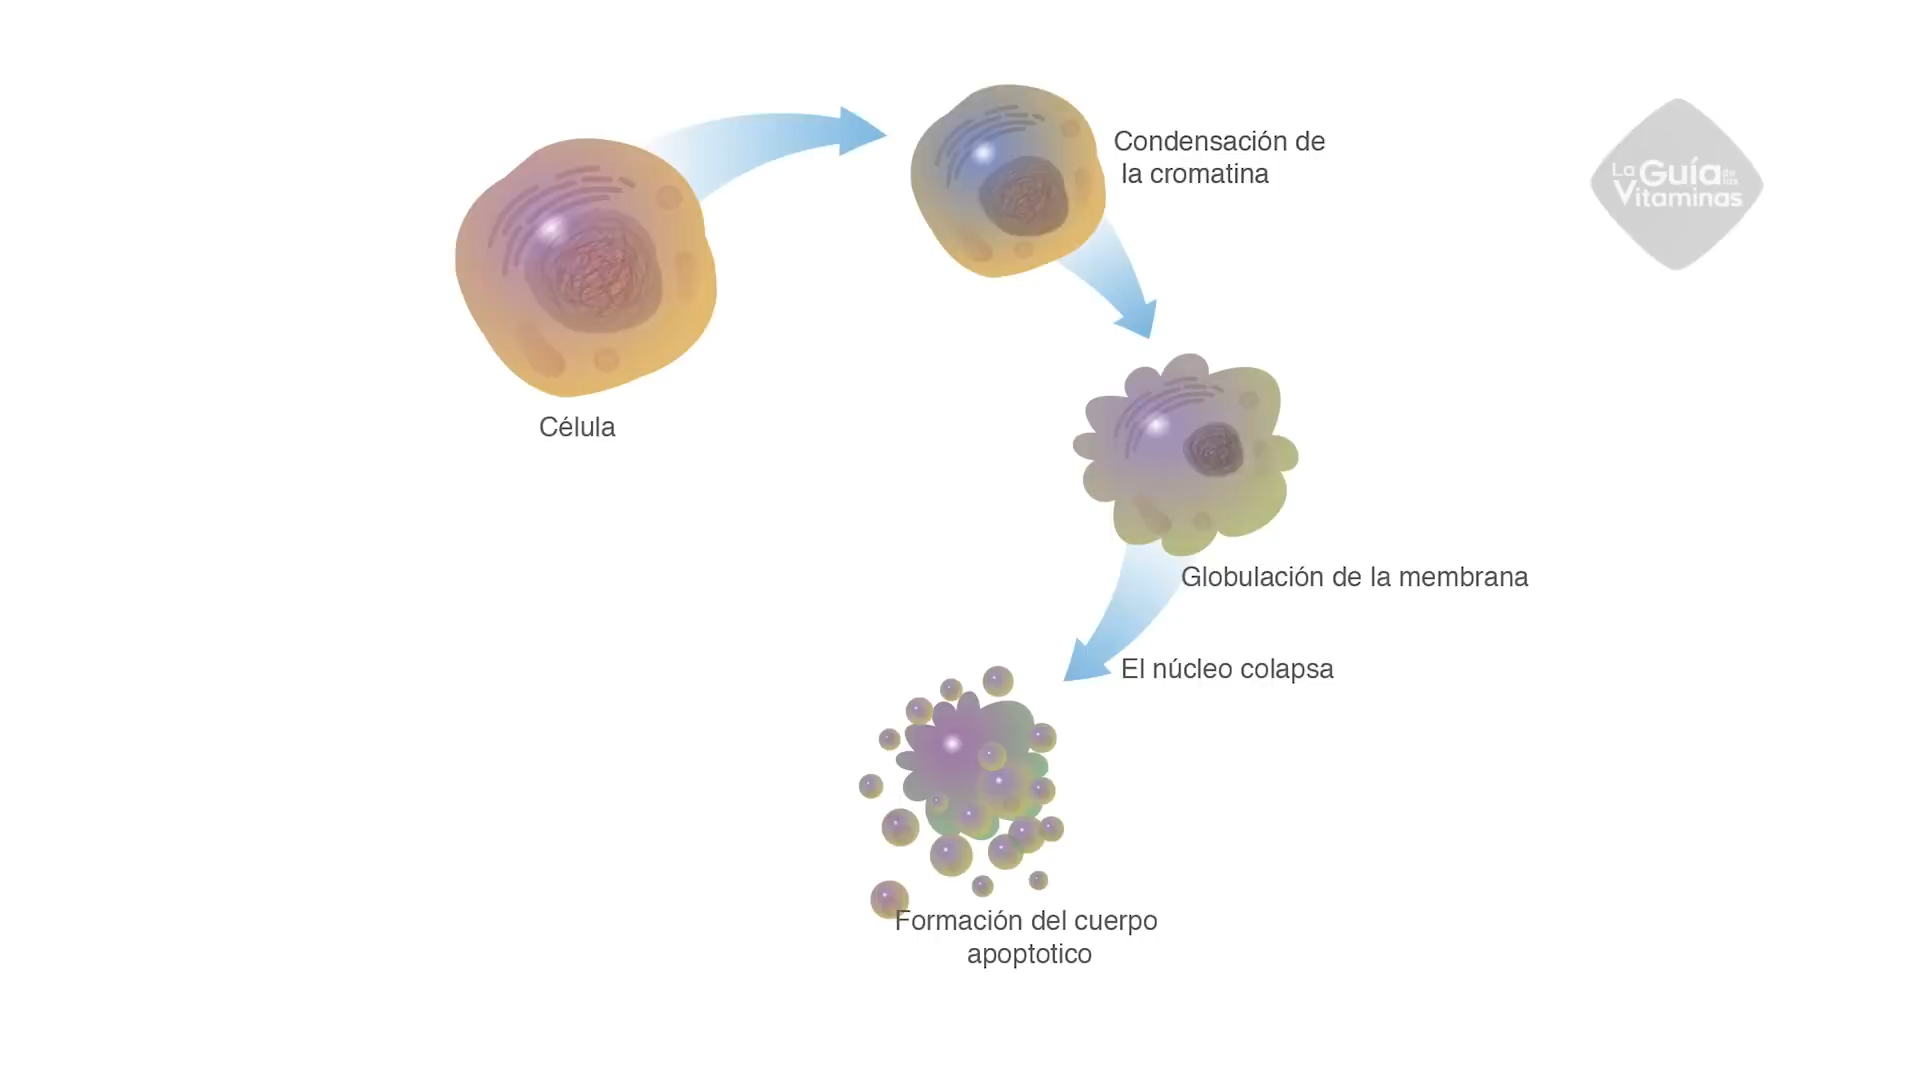 Condensación de
la cromatina
La Guía de las
Vitaminas
Célula
Globulación de la membrana
El núcleo colapsa
Formación del cuerpo
apoptotico